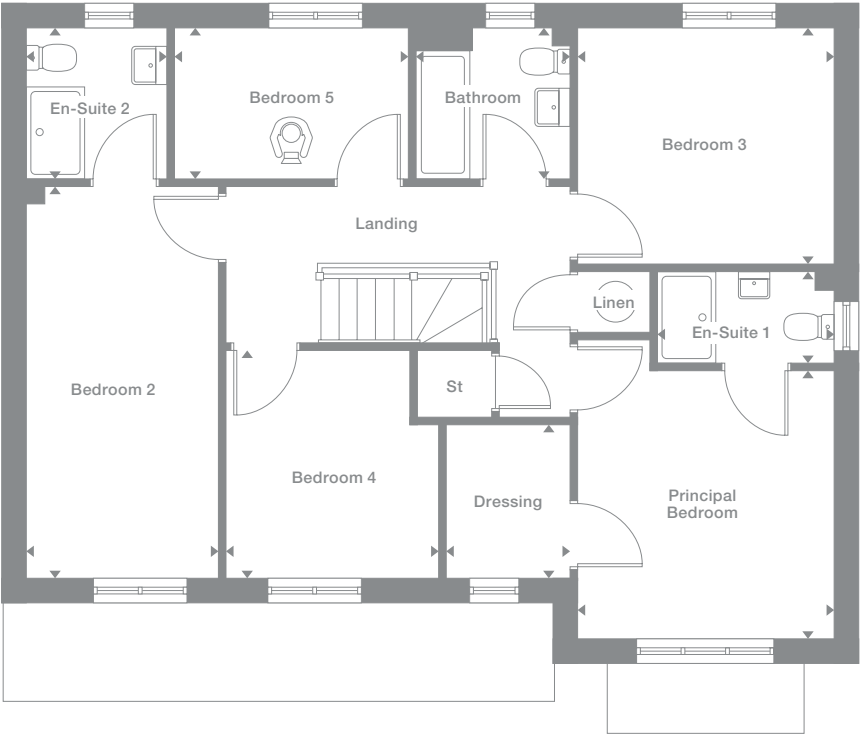 Bedroom 5
Bathroom
En-Suite 2
Bedroom 3
Landing
Linen
En-Suite 1
St
Bedroom 2
Bedroom 4
Dressing
Principal
Bedroom